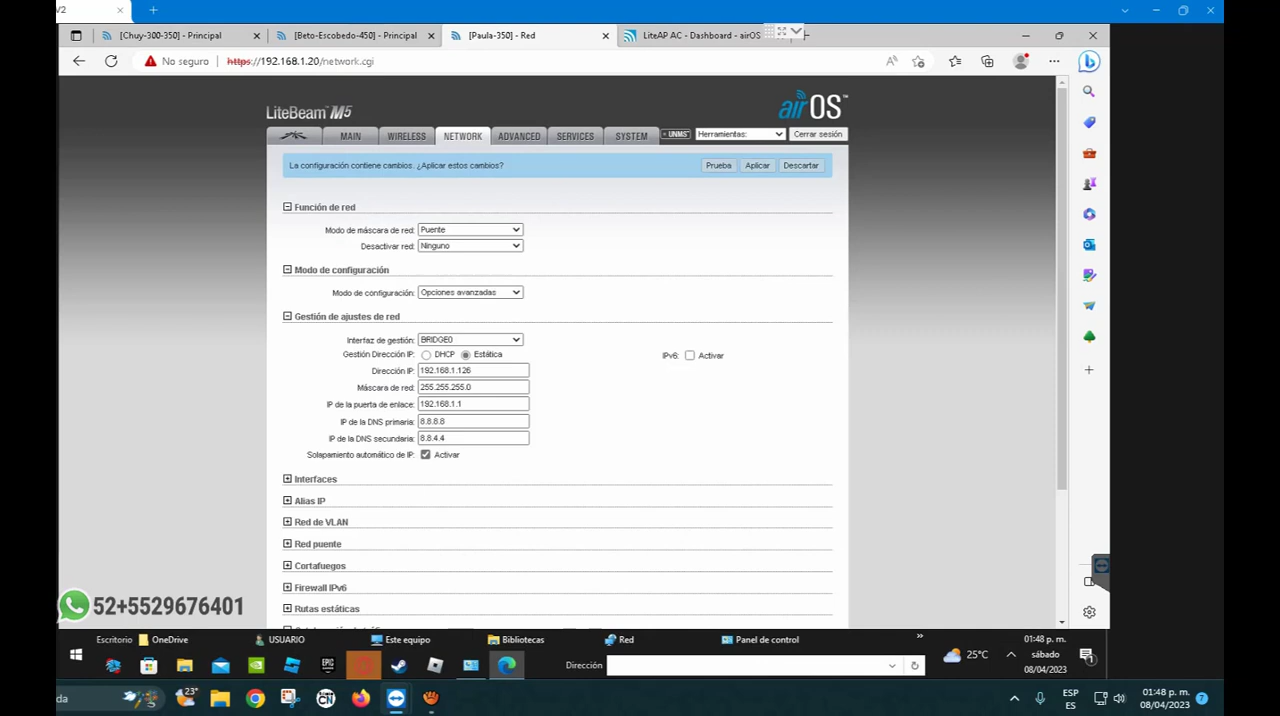 V2
[Chuy-300-350] - Principal
[Beto-Escobedo-450] - Principal
[Paula-350] - Red
LiteAP AC - Dashboard - airOS
No seguro
https://192.168.1.20/network.cgi
LiteBeam M5
airOS™
MAIN
WIRELESS
NETWORK
ADVANCED
SERVICES
SYSTEM
UNMS
Herramientas:
Cerrar sesión
La configuración contiene cambios. ¿Aplicar estos cambios?
Prueba
Aplicar
Descartar
Función de red
Modo de máscara de red: Puente
Desactivar red: Ninguno
Modo de configuración
Modo de configuración: Opciones avanzadas
Gestión de ajustes de red
Interfaz de gestión: BRIDGE0
Gestión Dirección IP: DHCP Estática
IPv6: Activar
Dirección IP: 192.168.1.126
Máscara de red: 255.255.255.0
IP de la puerta de enlace: 192.168.1.1
IP de la DNS primaria: 8.8.8.8
IP de la DNS secundaria: 8.8.4.4
Solapamiento automático de IP: Activar
Interfaces
Alias IP
Red de VLAN
Red puente
Cortafuegos
Firewall IPv6
Rutas estáticas
52+5529676401
Escritorio
OneDrive
USUARIO
Este equipo
Bibliotecas
Red
Panel de control
»
Dirección
25°C
01:48 p. m.
sábado
08/04/2023
1
da
23°
ESP
ES
01:48 p. m.
08/04/2023
7